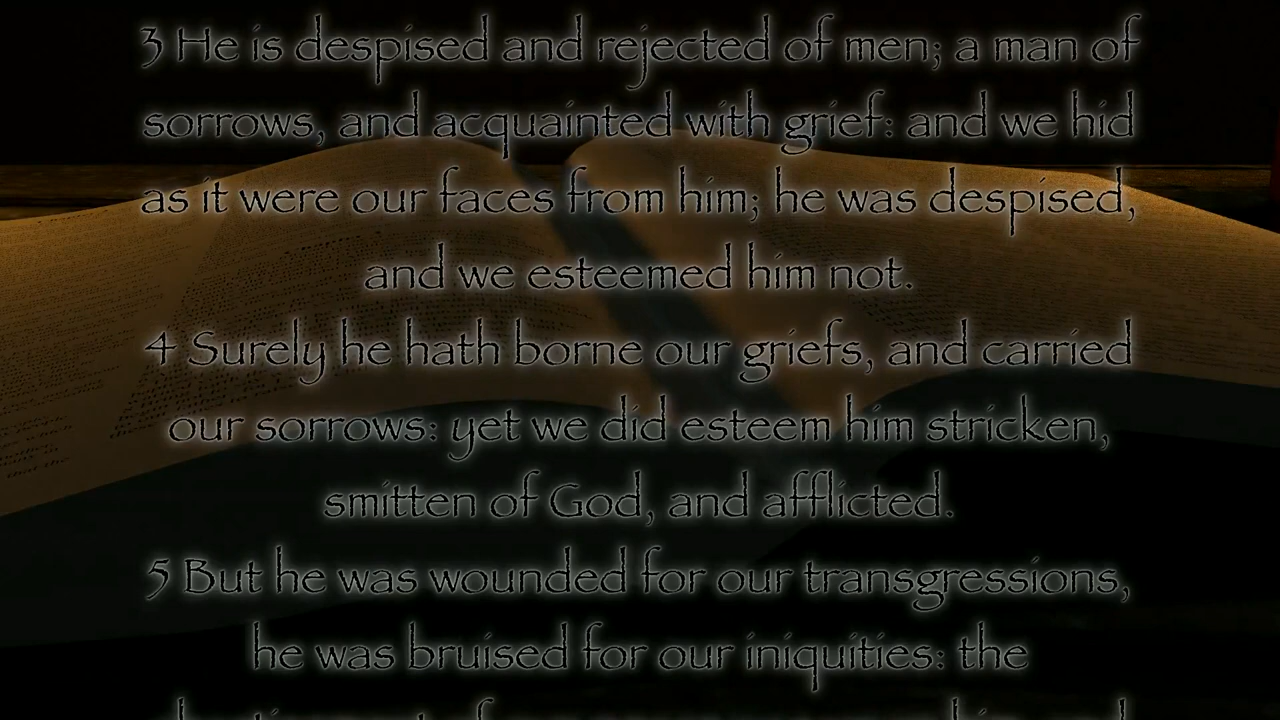 3 He is despised and rejected of men; a man of
sorrows, and acquainted with grief: and we hid
as it were our faces from him; he was despised,
and we esteemed him not.
4 Surely he hath borne our griefs, and carried
our sorrows: yet we did esteem him stricken,
smitten of God, and afflicted.
5 But he was wounded for our transgressions,
he was bruised for our iniquities: the